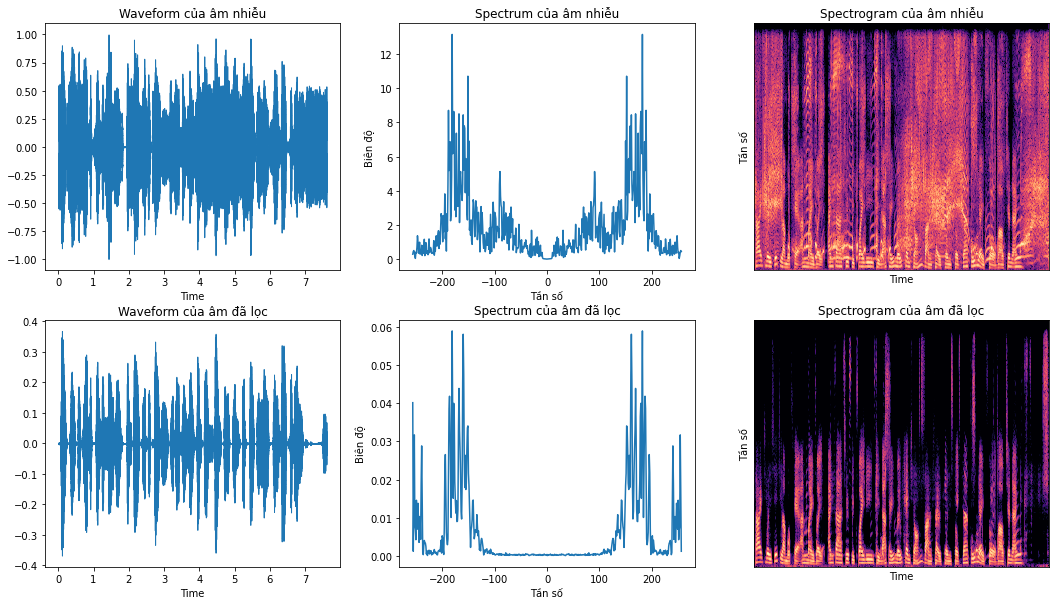 Waveform của âm nhiễu
1.00
0.75
0.50
0.25
0.00
−0.25
−0.50
−0.75
−1.00
0 1 2 3 4 5 6 7
Time
Spectrum của âm nhiễu
Biên độ
12
10
8
6
4
2
0
−200 −100 0 100 200
Tán số
Spectrogram của âm nhiễu
Tán số
Time
Waveform của âm đã lọc
0.4
0.3
0.2
0.1
0.0
−0.1
−0.2
−0.3
−0.4
0 1 2 3 4 5 6 7
Time
Spectrum của âm đã lọc
Biên độ
0.06
0.05
0.04
0.03
0.02
0.01
0.00
−200 −100 0 100 200
Tán số
Spectrogram của âm đã lọc
Tán số
Time